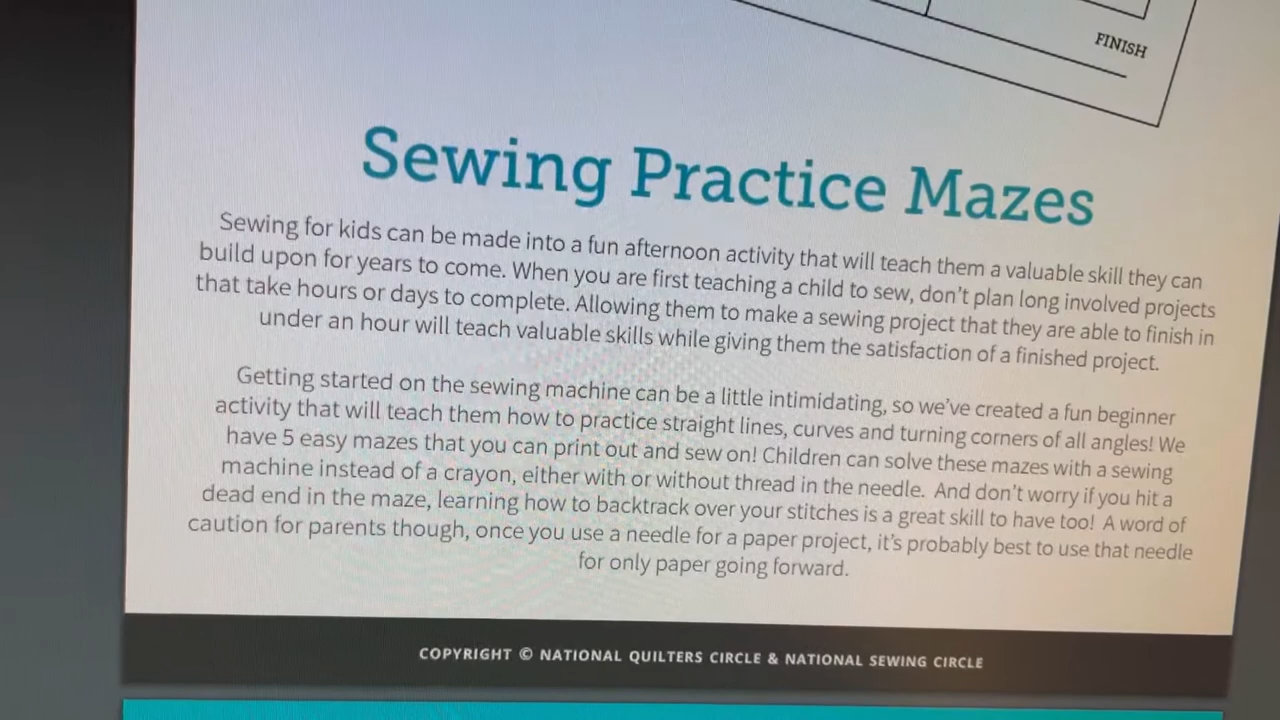 FINISH
Sewing Practice Mazes
Sewing for kids can be made into a fun afternoon activity that will teach them a valuable skill they can
build upon for years to come. When you are first teaching a child to sew, don't plan long involved projects
that take hours or days to complete. Allowing them to make a sewing project that they are able to finish in
under an hour will teach valuable skills while giving them the satisfaction of a finished project.
Getting started on the sewing machine can be a little intimidating, so we've created a fun beginner
activity that will teach them how to practice straight lines, curves and turning corners of all angles! We
have 5 easy mazes that you can print out and sew on! Children can solve these mazes with a sewing
machine instead of a crayon, either with or without thread in the needle. And don't worry if you hit a
dead end in the maze, learning how to backtrack over your stitches is a great skill to have too! A word of
caution for parents though, once you use a needle for a paper project, it's probably best to use that needle
for only paper going forward.
COPYRIGHT © NATIONAL QUILTERS CIRCLE & NATIONAL SEWING CIRCLE